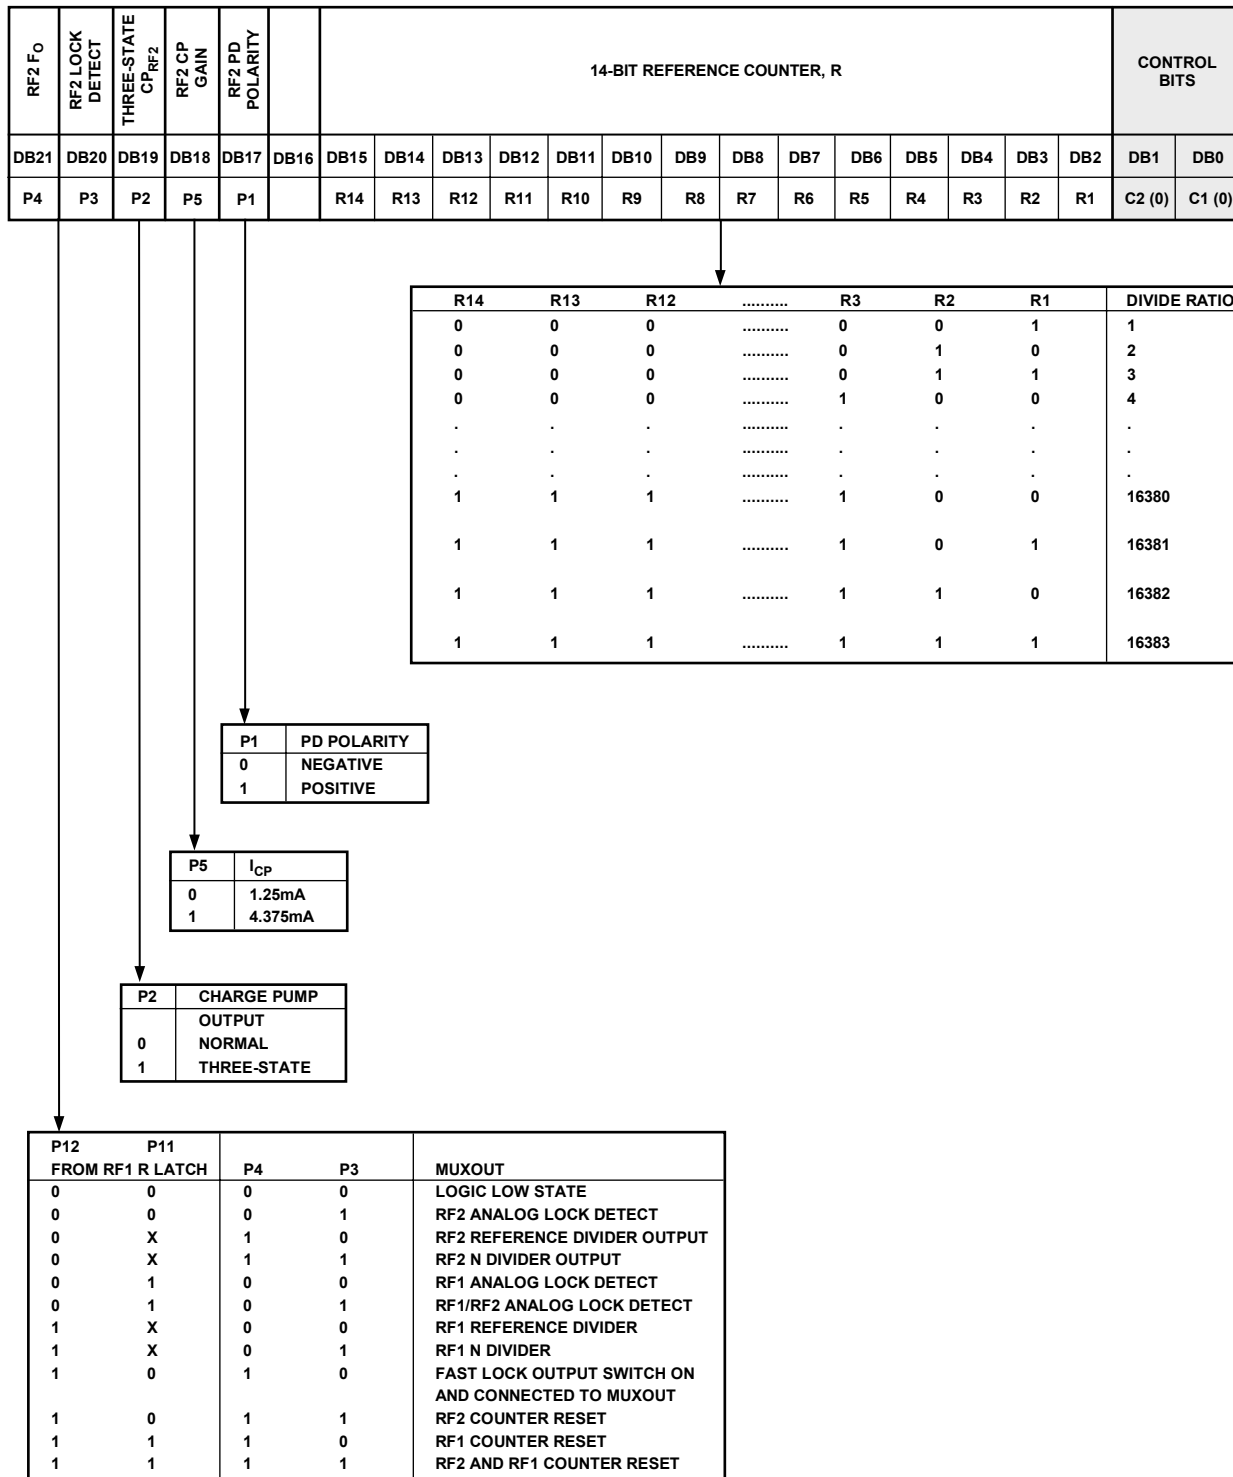 RF2 FO RF2 LOCK DETECT THREE-STATE CPRF2 RF2 CP GAIN RF2 PD POLARITY 14-BIT REFERENCE COUNTER, R CONTROL BITS
DB21 DB20 DB19 DB18 DB17 DB16 DB15 DB14 DB13 DB12 DB11 DB10 DB9 DB8 DB7 DB6 DB5 DB4 DB3 DB2 DB1 DB0
P4 P3 P2 P5 P1 R14 R13 R12 R11 R10 R9 R8 R7 R6 R5 R4 R3 R2 R1 C2 (0) C1 (0)
R14 R13 R12 .......... R3 R2 R1 DIVIDE RATIO
0 0 0 .......... 0 0 1 1
0 0 0 .......... 0 1 0 2
0 0 0 .......... 0 1 1 3
0 0 0 .......... 1 0 0 4
. . . .......... . . . .
. . . .......... . . . .
. . . .......... . . . .
1 1 1 .......... 1 0 0 16380
1 1 1 .......... 1 0 1 16381
1 1 1 .......... 1 1 0 16382
1 1 1 .......... 1 1 1 16383
P1 PD POLARITY
0 NEGATIVE
1 POSITIVE
P5 ICP
0 1.25mA
1 4.375mA
P2 CHARGE PUMP
OUTPUT
0 NORMAL
1 THREE-STATE
P12 P11
FROM RF1 R LATCH P4 P3 MUXOUT
0 0 0 0 LOGIC LOW STATE
0 0 0 1 RF2 ANALOG LOCK DETECT
0 X 1 0 RF2 REFERENCE DIVIDER OUTPUT
0 X 1 1 RF2 N DIVIDER OUTPUT
0 1 0 0 RF1 ANALOG LOCK DETECT
0 1 0 1 RF1/RF2 ANALOG LOCK DETECT
1 X 0 0 RF1 REFERENCE DIVIDER
1 X 0 1 RF1 N DIVIDER
1 0 1 0 FAST LOCK OUTPUT SWITCH ON
AND CONNECTED TO MUXOUT
1 0 1 1 RF2 COUNTER RESET
1 1 1 0 RF1 COUNTER RESET
1 1 1 1 RF2 AND RF1 COUNTER RESET